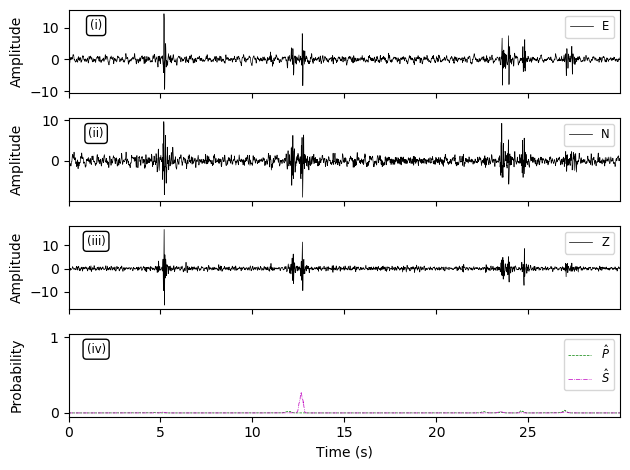 (i)
E
Amplitude
10
0
−10
(ii)
N
Amplitude
10
0
(iii)
Z
Amplitude
10
0
−10
(iv)
P̂
Ŝ
Probability
1
0
0 5 10 15 20 25
Time (s)